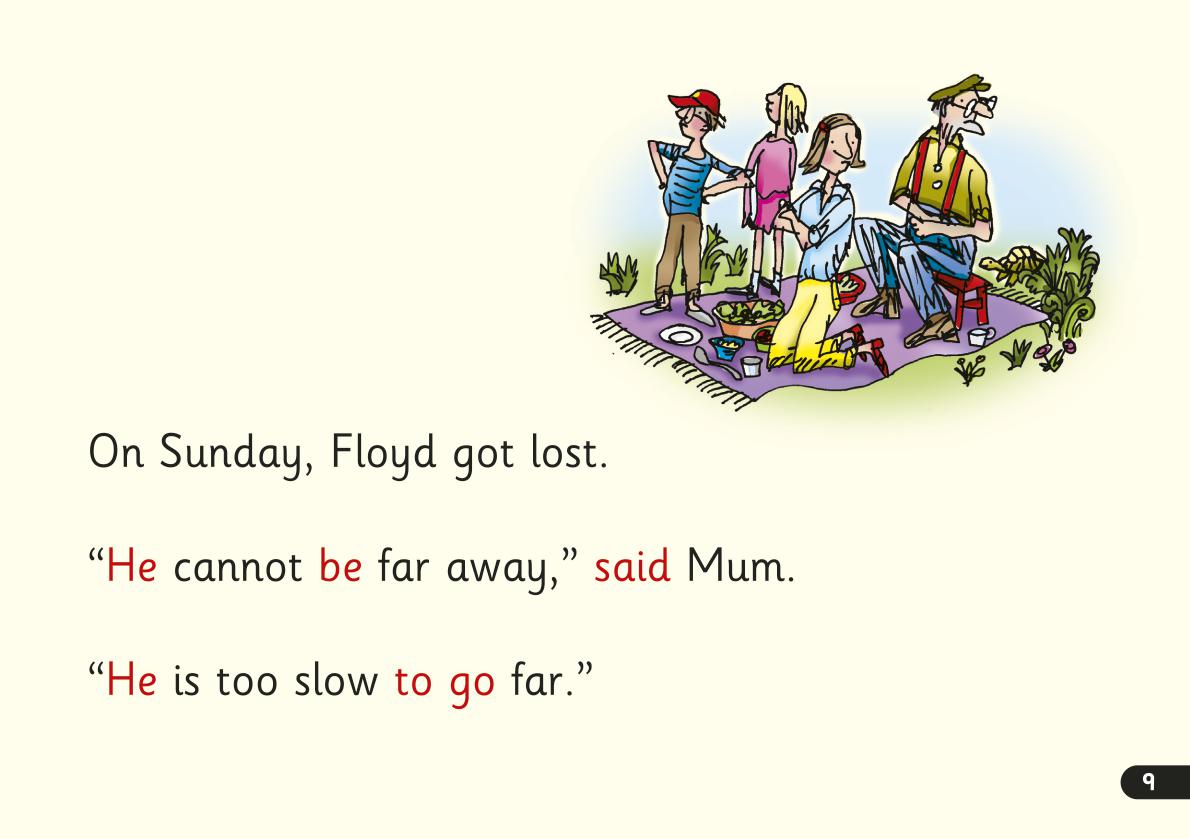 On Sunday, Floyd got lost.
“He cannot be far away,” said Mum.
“He is too slow to go far.”
9